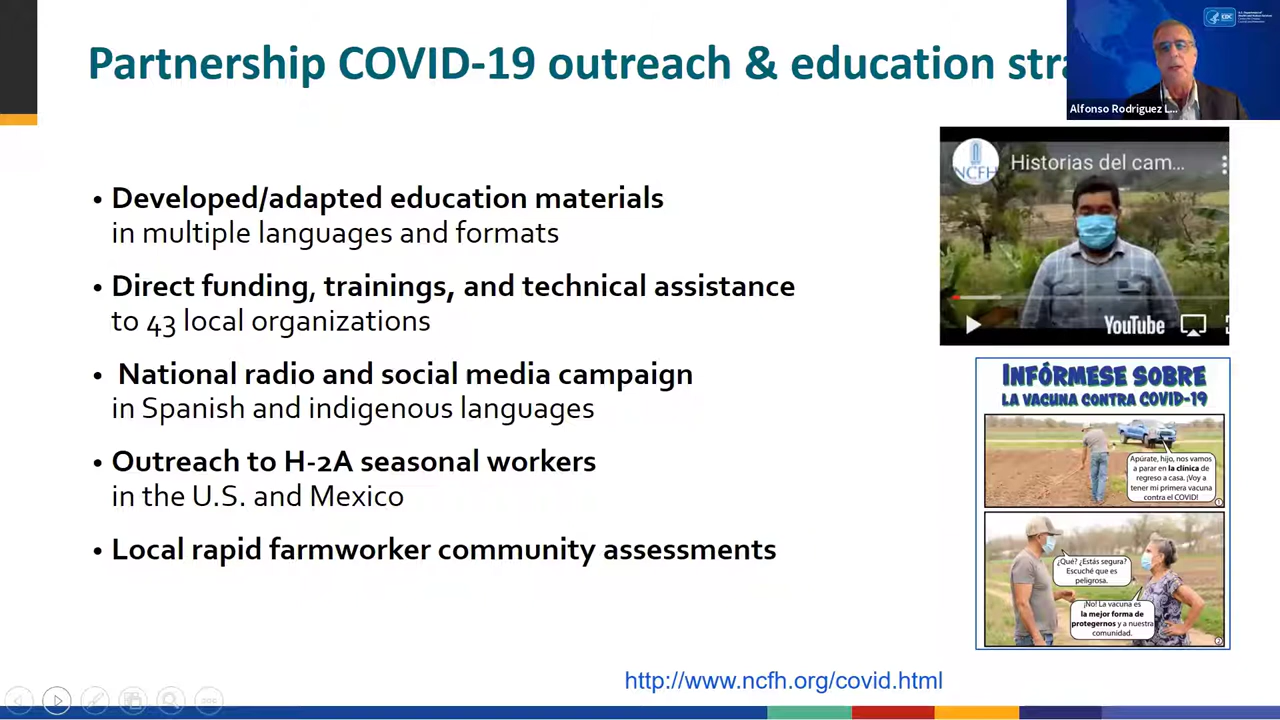 Partnership COVID-19 outreach & education stra
Alfonso Rodriguez L...
• Developed/adapted education materials
in multiple languages and formats
• Direct funding, trainings, and technical assistance
to 43 local organizations
• National radio and social media campaign
in Spanish and indigenous languages
• Outreach to H-2A seasonal workers
in the U.S. and Mexico
• Local rapid farmworker community assessments
NCFH
Historias del cam...
YouTube
INFÓRMESE SOBRE
LA VACUNA CONTRA COVID-19
Apúrate, hijo, nos vamos
a parar en la clínica de
regreso a casa. ¡Voy a
tener mi primera vacuna
contra el COVID!
1
¿Qué? ¿Estás segura?
Escuché que es
peligrosa.
¡No! La vacuna es
la mejor forma de
protegernos y a nuestra
comunidad.
2
http://www.ncfh.org/covid.html